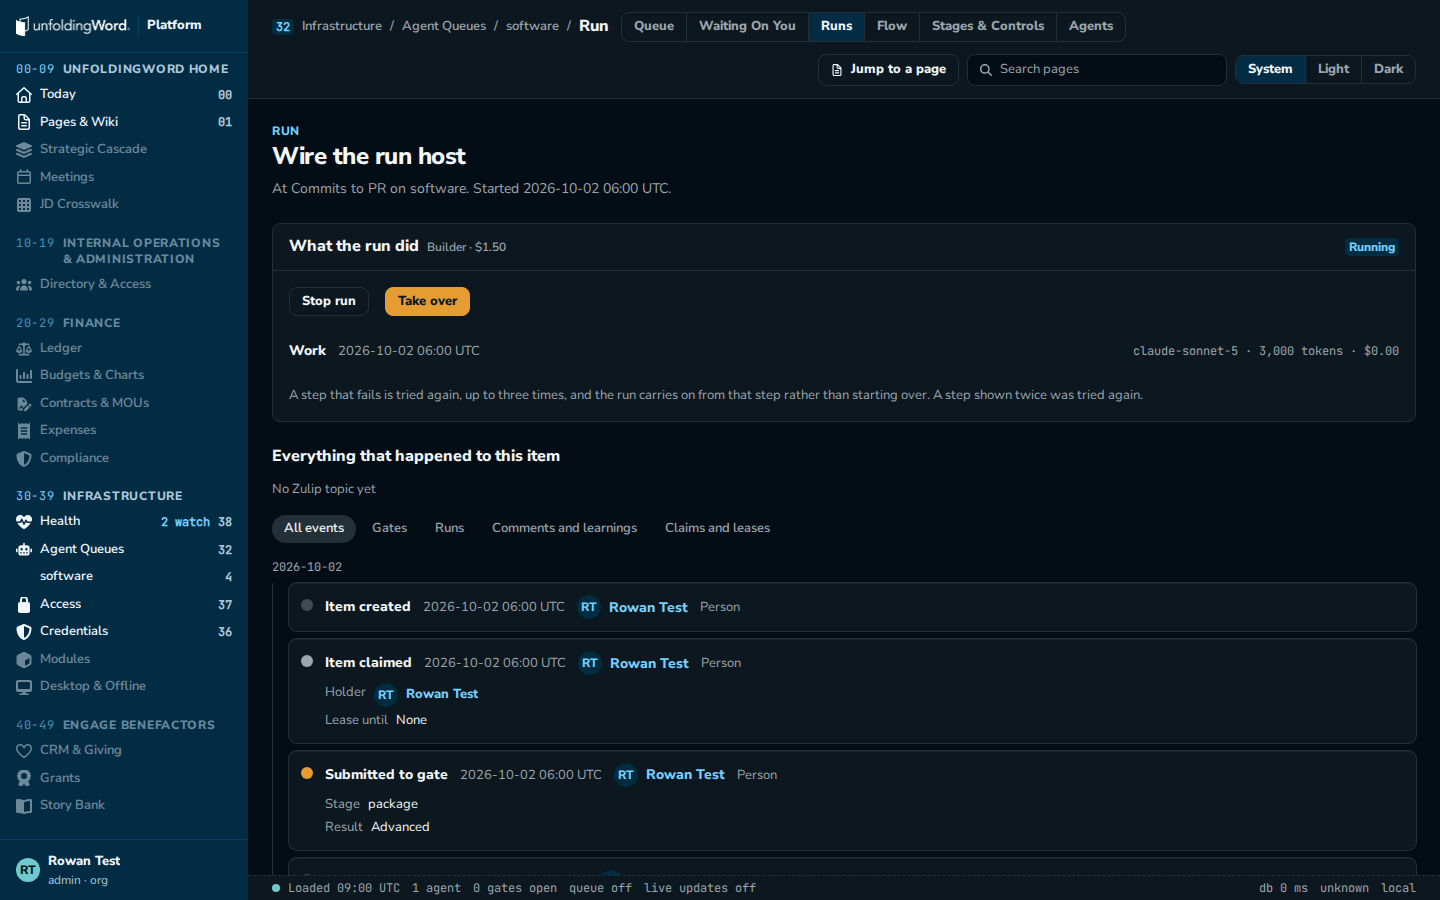 unfoldingWord. Platform
00-09 UNFOLDINGWORD HOME
Today 00
Pages & Wiki 01
Strategic Cascade
Meetings
JD Crosswalk
10-19 INTERNAL OPERATIONS
& ADMINISTRATION
Directory & Access
20-29 FINANCE
Ledger
Budgets & Charts
Contracts & MOUs
Expenses
Compliance
30-39 INFRASTRUCTURE
Health 2 watch 38
Agent Queues 32
software 4
Access 37
Credentials 36
Modules
Desktop & Offline
40-49 ENGAGE BENEFACTORS
CRM & Giving
Grants
Story Bank
RT Rowan Test
admin · org
32 Infrastructure / Agent Queues / software / Run Queue Waiting On You Runs Flow Stages & Controls Agents
Jump to a page Search pages System Light Dark
RUN
Wire the run host
At Commits to PR on software. Started 2026-10-02 06:00 UTC.
What the run did Builder · $1.50 Running
Stop run Take over
Work 2026-10-02 06:00 UTC claude-sonnet-5 · 3,000 tokens · $0.00
A step that fails is tried again, up to three times, and the run carries on from that step rather than starting over. A step shown twice was tried again.
Everything that happened to this item
No Zulip topic yet
All events Gates Runs Comments and learnings Claims and leases
2026-10-02
Item created 2026-10-02 06:00 UTC RT Rowan Test Person
Item claimed 2026-10-02 06:00 UTC RT Rowan Test Person
Holder RT Rowan Test
Lease until None
Submitted to gate 2026-10-02 06:00 UTC RT Rowan Test Person
Stage package
Result Advanced
Loaded 09:00 UTC 1 agent 0 gates open queue off live updates off db 0 ms unknown local